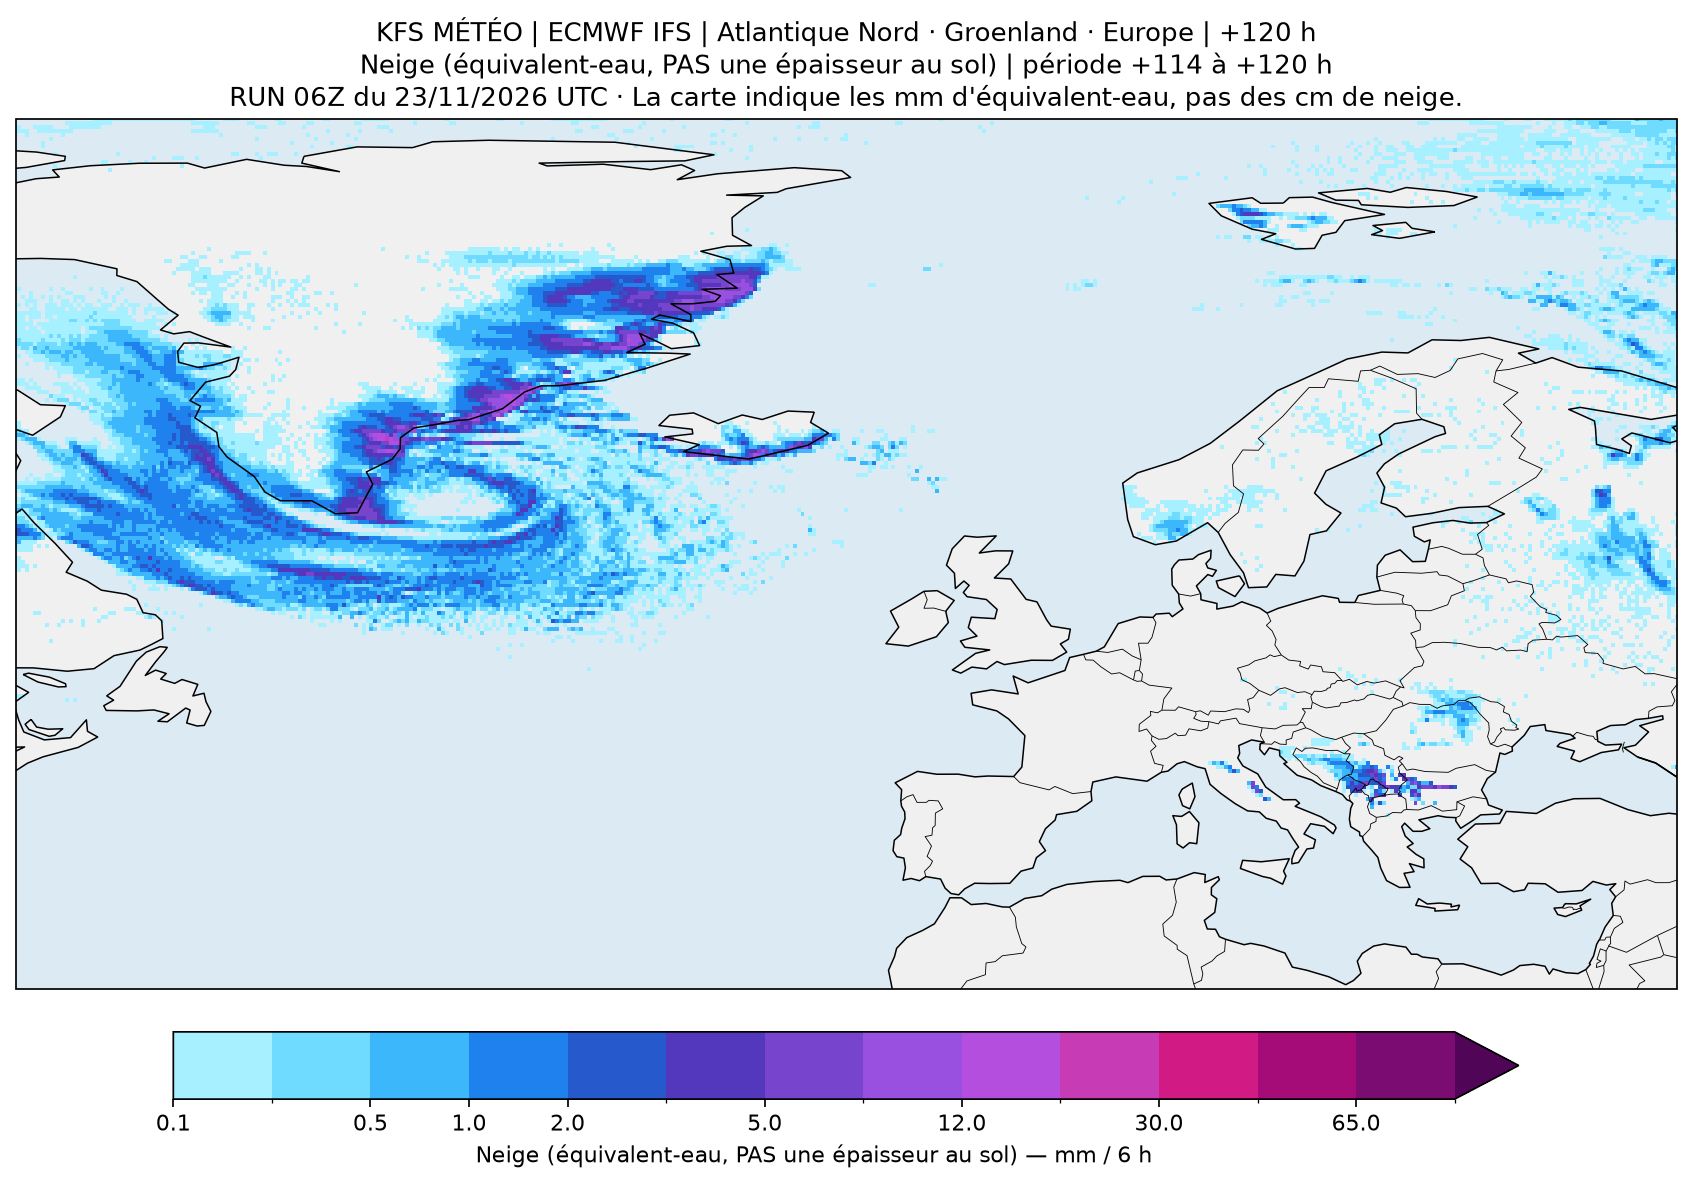 KFS MÉTÉO | ECMWF IFS | Atlantique Nord · Groenland · Europe | +120 h
Neige (équivalent-eau, PAS une épaisseur au sol) | période +114 à +120 h
RUN 06Z du 23/11/2026 UTC · La carte indique les mm d'équivalent-eau, pas des cm de neige.
0.1 0.5 1.0 2.0 5.0 12.0 30.0 65.0
Neige (équivalent-eau, PAS une épaisseur au sol) — mm / 6 h